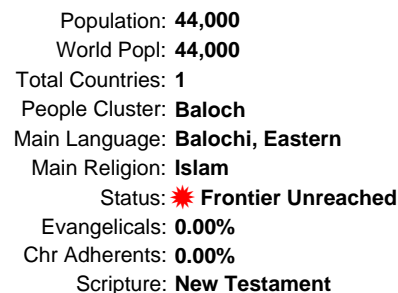 Population: 44,000
World Popl: 44,000
Total Countries: 1
People Cluster: Baloch
Main Language: Balochi, Eastern
Main Religion: Islam
Status: Frontier Unreached
Evangelicals: 0.00%
Chr Adherents: 0.00%
Scripture: New Testament